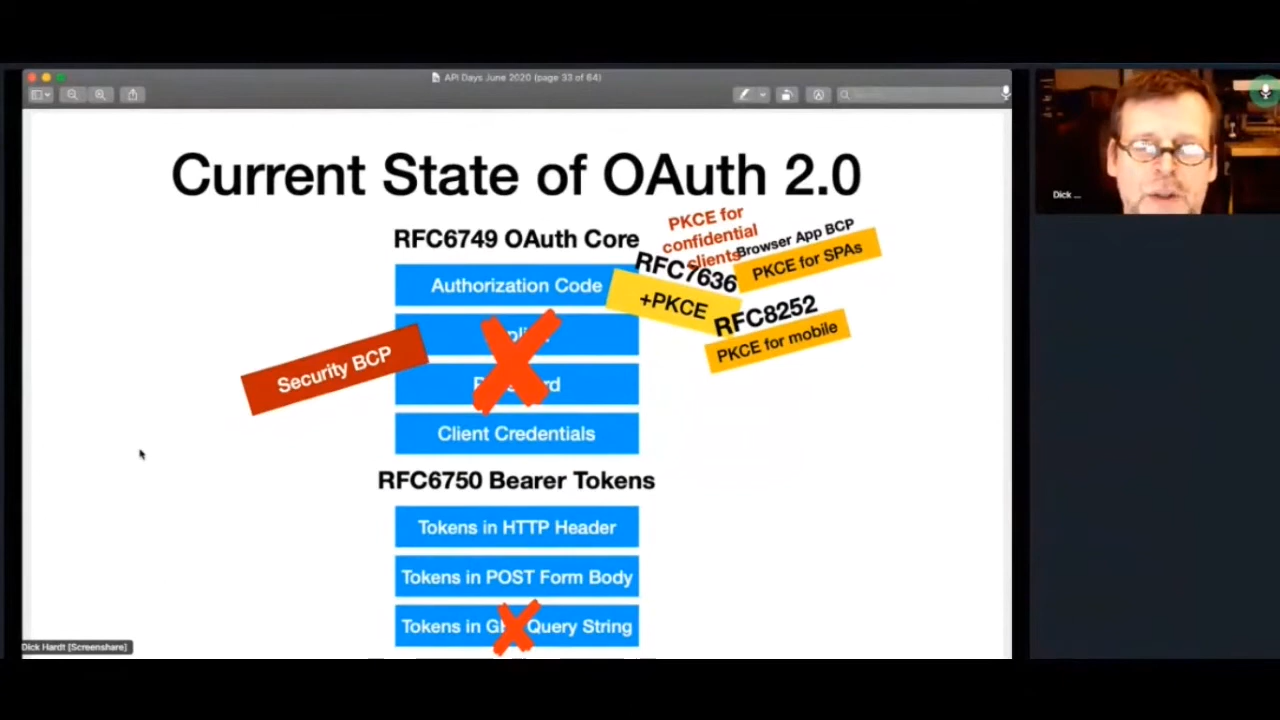 API Days June 2020 (page 33 of 64)
Current State of OAuth 2.0
RFC6749 OAuth Core
PKCE for
confidential
clients
Browser App BCP
PKCE for SPAs
RFC7636
+PKCE
RFC8252
PKCE for mobile
Authorization Code
Security BCP
Client Credentials
RFC6750 Bearer Tokens
Tokens in HTTP Header
Tokens in POST Form Body
Tokens in Query String
Dick ...
Dick Hardt [Screenshare]